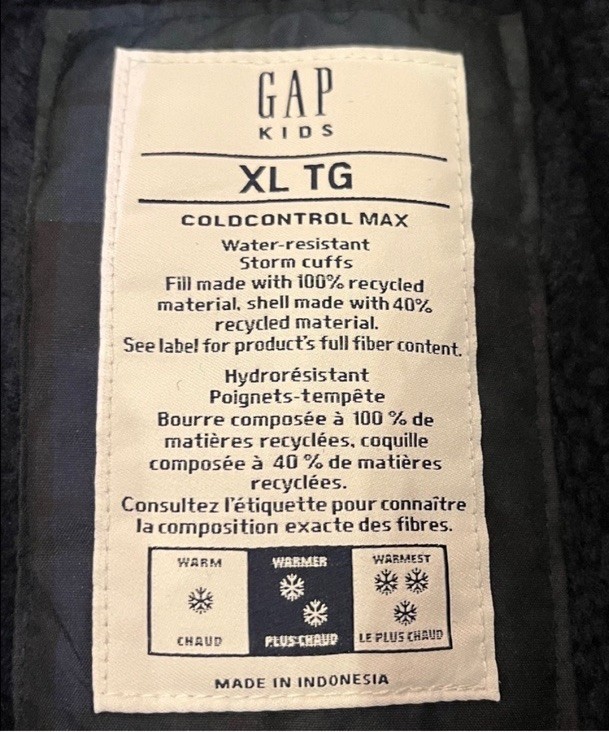 GAP
KIDS
XL TG
COLDCONTROL MAX
Water-resistant
Storm cuffs
Fill made with 100% recycled
material, shell made with 40%
recycled material.
See label for product's full fiber content.
Hydrorésistant
Poignets-tempête
Bourre composée à 100 % de
matières recyclées, coquille
composée à 40 % de matières
recyclées.
Consultez l'étiquette pour connaître
la composition exacte des fibres.
WARM WARMER WARMEST
CHAUD PLUS CHAUD LE PLUS CHAUD
MADE IN INDONESIA